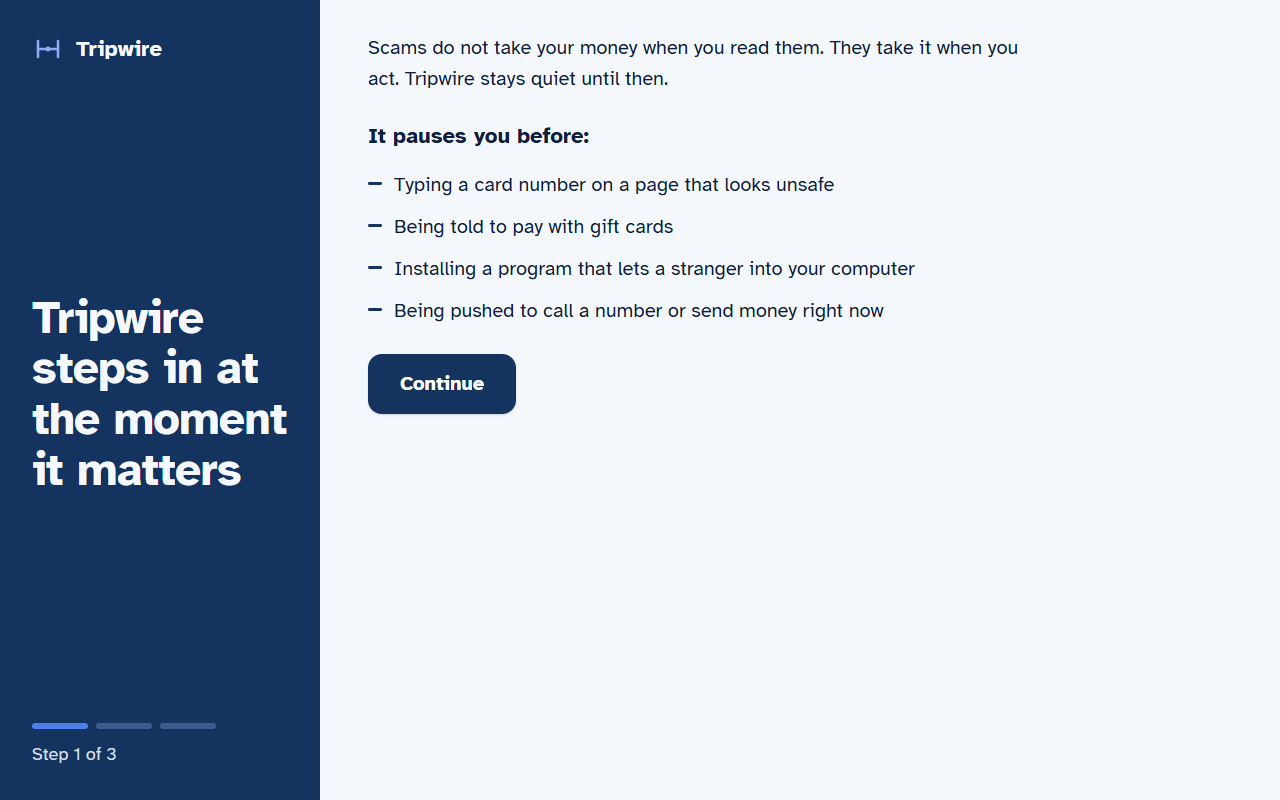 Tripwire
Tripwire
steps in at
the moment
it matters
Step 1 of 3
Scams do not take your money when you read them. They take it when you
act. Tripwire stays quiet until then.
It pauses you before:
Typing a card number on a page that looks unsafe
Being told to pay with gift cards
Installing a program that lets a stranger into your computer
Being pushed to call a number or send money right now
Continue